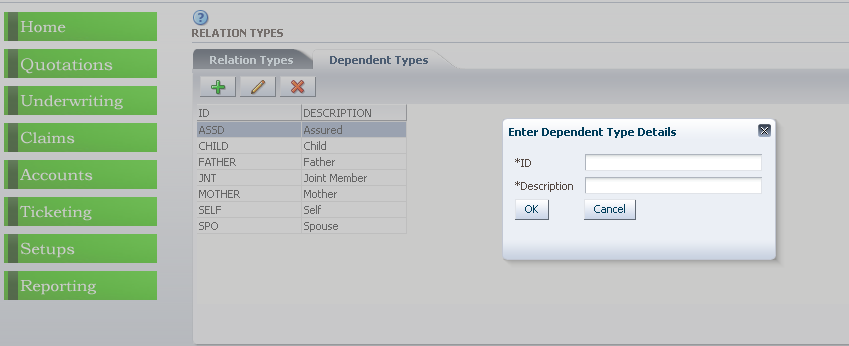 Home
Quotations
Underwriting
Claims
Accounts
Ticketing
Setups
Reporting
?
RELATION TYPES
Relation Types Dependent Types
ID DESCRIPTION
ASSD Assured
CHILD Child
FATHER Father
JNT Joint Member
MOTHER Mother
SELF Self
SPO Spouse
Enter Dependent Type Details
*ID
*Description
OK Cancel